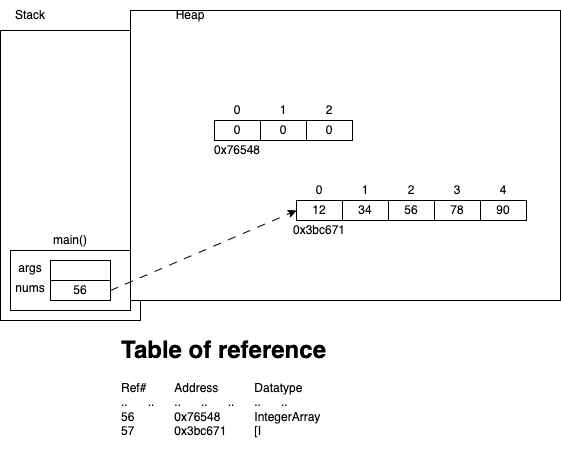 Stack Heap
0 1 2
0 0 0
0x76548
0 1 2 3 4
12 34 56 78 90
0x3bc671
main()
args
nums 56
Table of reference
Ref# Address Datatype
.. .. .. .. .. .. ..
56 0x76548 IntegerArray
57 0x3bc671 [I